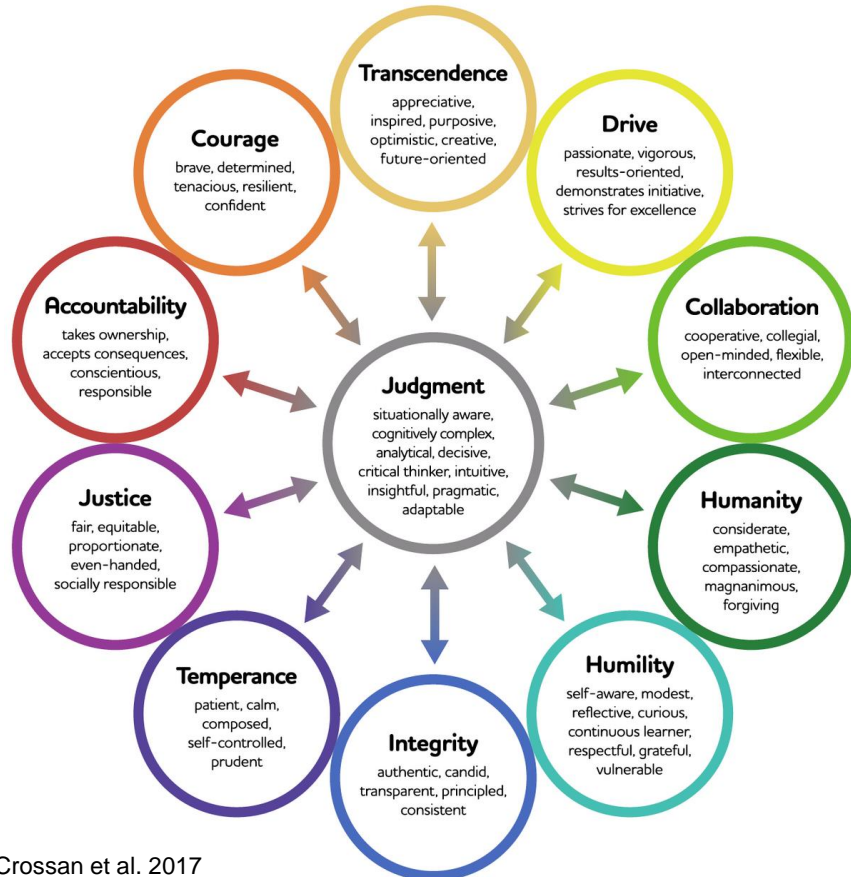 Transcendence
appreciative,
inspired, purposive,
optimistic, creative,
future-oriented
Drive
passionate, vigorous,
results-oriented,
demonstrates initiative,
strives for excellence
Collaboration
cooperative, collegial,
open-minded, flexible,
interconnected
Humanity
considerate,
empathetic,
compassionate,
magnanimous,
forgiving
Humility
self-aware, modest,
reflective, curious,
continuous learner,
respectful, grateful,
vulnerable
Integrity
authentic, candid,
transparent, principled,
consistent
Temperance
patient, calm,
composed,
self-controlled,
prudent
Justice
fair, equitable,
proportionate,
even-handed,
socially responsible
Accountability
takes ownership,
accepts consequences,
conscientious,
responsible
Courage
brave, determined,
tenacious, resilient,
confident
Judgment
situationally aware,
cognitively complex,
analytical, decisive,
critical thinker, intuitive,
insightful, pragmatic,
adaptable
Crossan et al. 2017